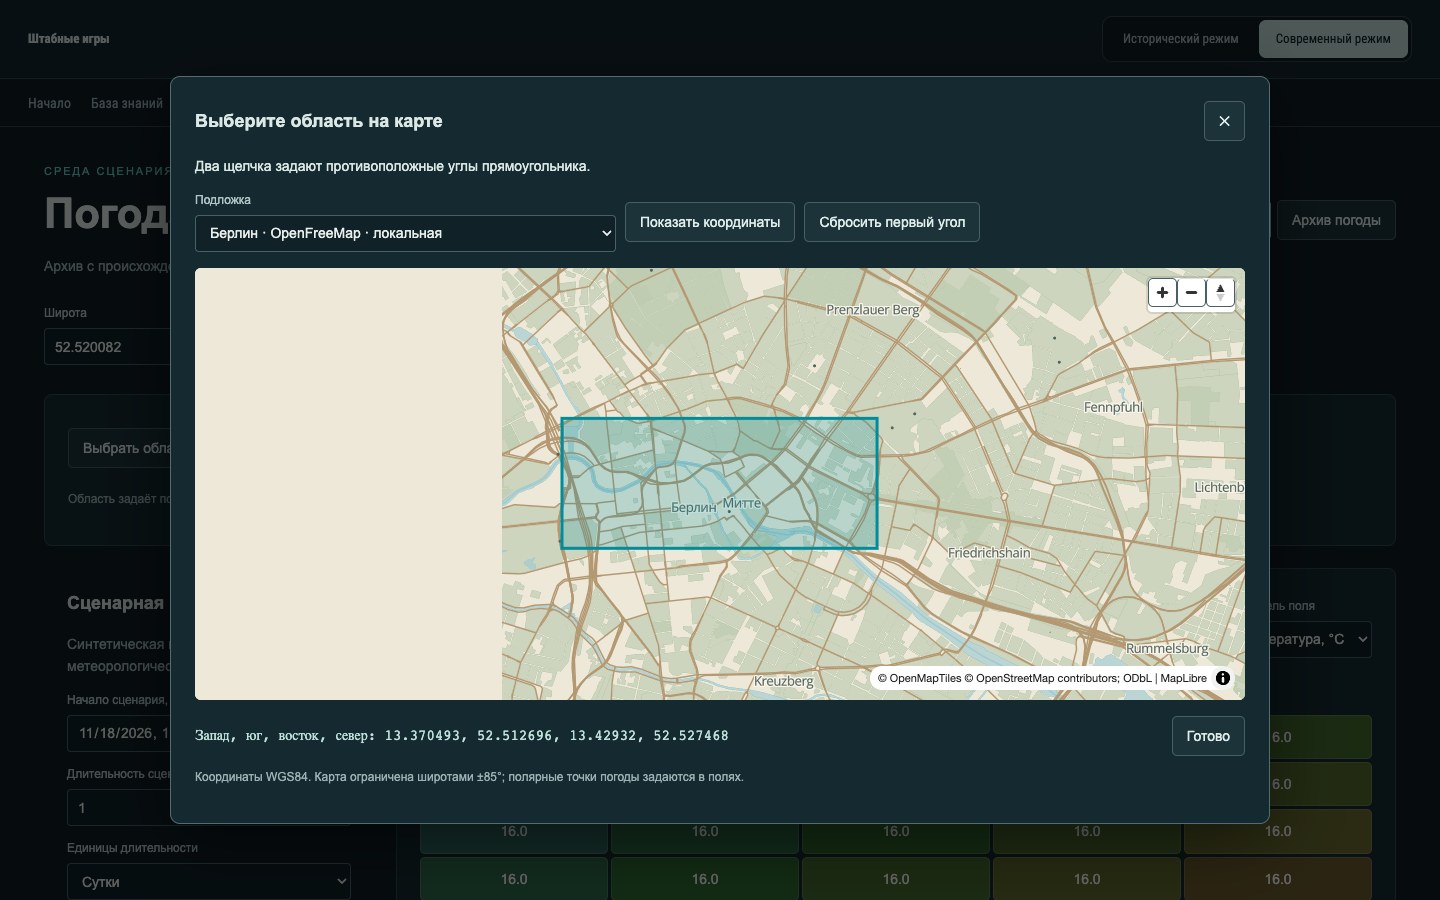 Штабные игры
Исторический режим
Современный режим
Начало
База знаний
СРЕДА СЦЕНАРИЯ
Архив погоды
Широта
52.520082
Выберите область на карте
×
Два щелчка задают противоположные углы прямоугольника.
Подложка
Берлин · OpenFreeMap · локальная
Показать координаты
Сбросить первый угол
Prenzlauer Berg
Fennpfuhl
Берлин
Митте
Friedrichshain
Rummelsburg
Kreuzberg
© OpenMapTiles © OpenStreetMap contributors; ODbL | MapLibre
Запад, юг, восток, север: 13.370493, 52.512696, 13.42932, 52.527468
Готово
Координаты WGS84. Карта ограничена широтами ±85°; полярные точки погоды задаются в полях.
Выбрать
Область задаёт
Сценарная
Синтетическая
Начало сценария,
11/18/2026,
Длительность
1
Единицы длительности
Сутки
поля
°C
16.0 16.0 16.0 16.0 16.0
16.0 16.0 16.0 16.0 16.0